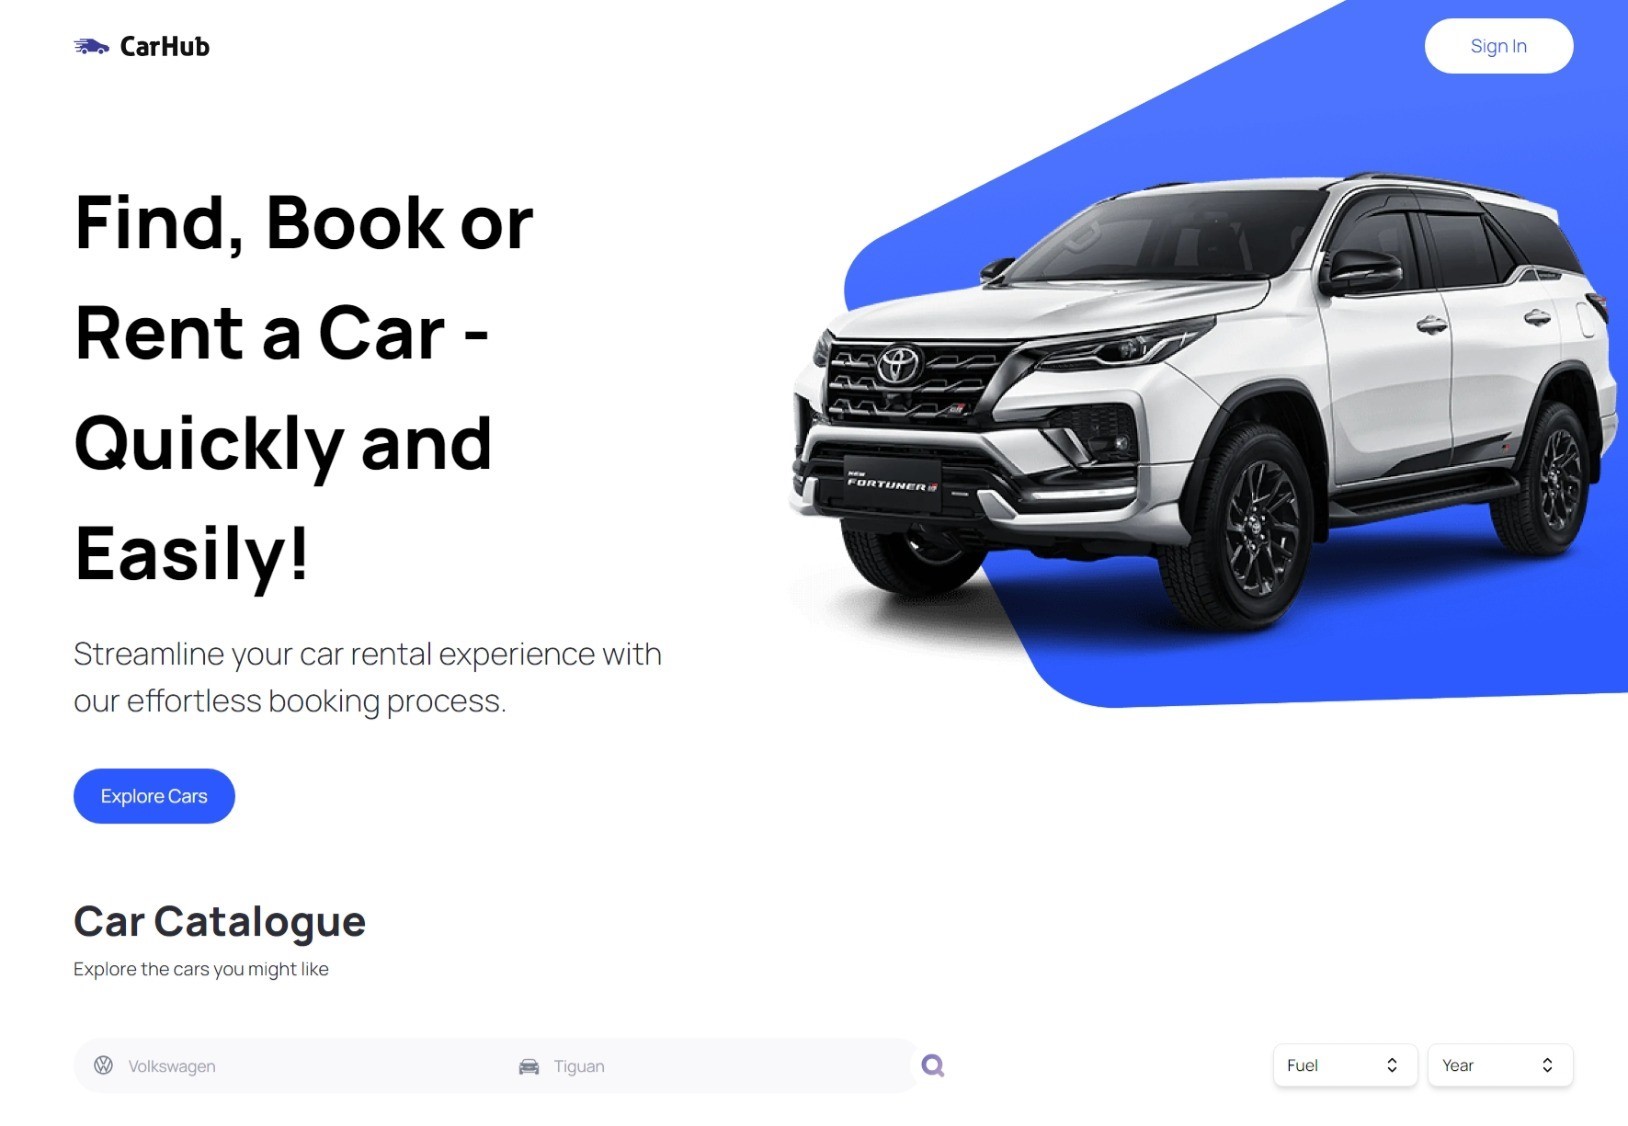 CarHub
Sign In
Find, Book or
Rent a Car -
Quickly and
Easily!
Streamline your car rental experience with
our effortless booking process.
Explore Cars
NEW
FORTUNER GR
Car Catalogue
Explore the cars you might like
Volkswagen
Tiguan
Fuel
Year